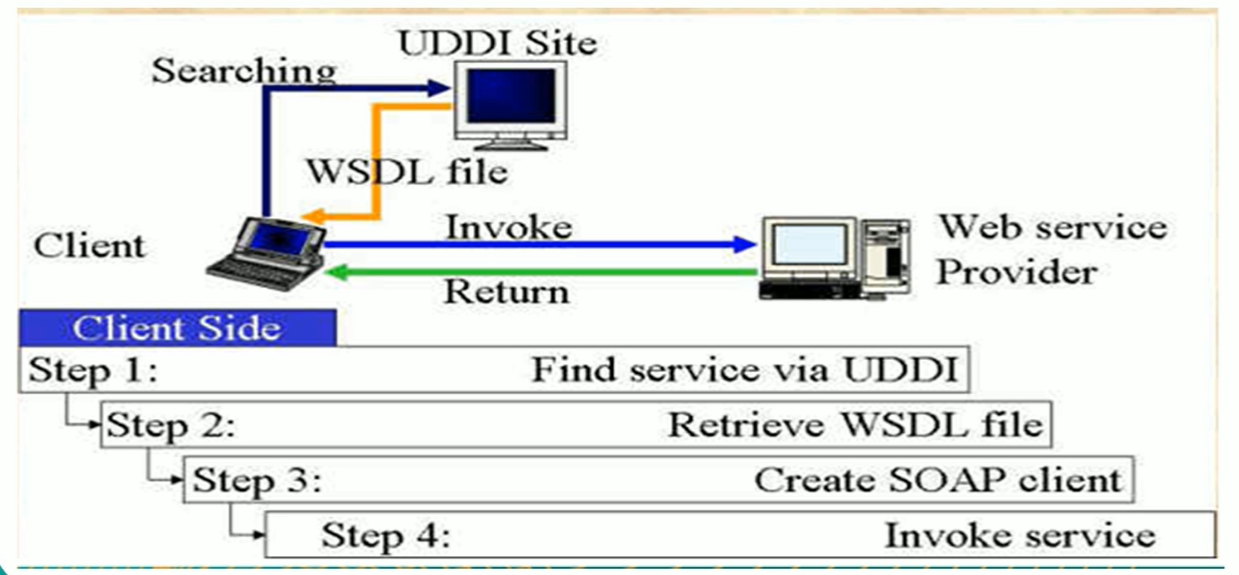 UDDI Site
Searching
WSDL file
Client
Invoke
Web service
Provider
Return
Client Side
Step 1: Find service via UDDI
Step 2: Retrieve WSDL file
Step 3: Create SOAP client
Step 4: Invoke service